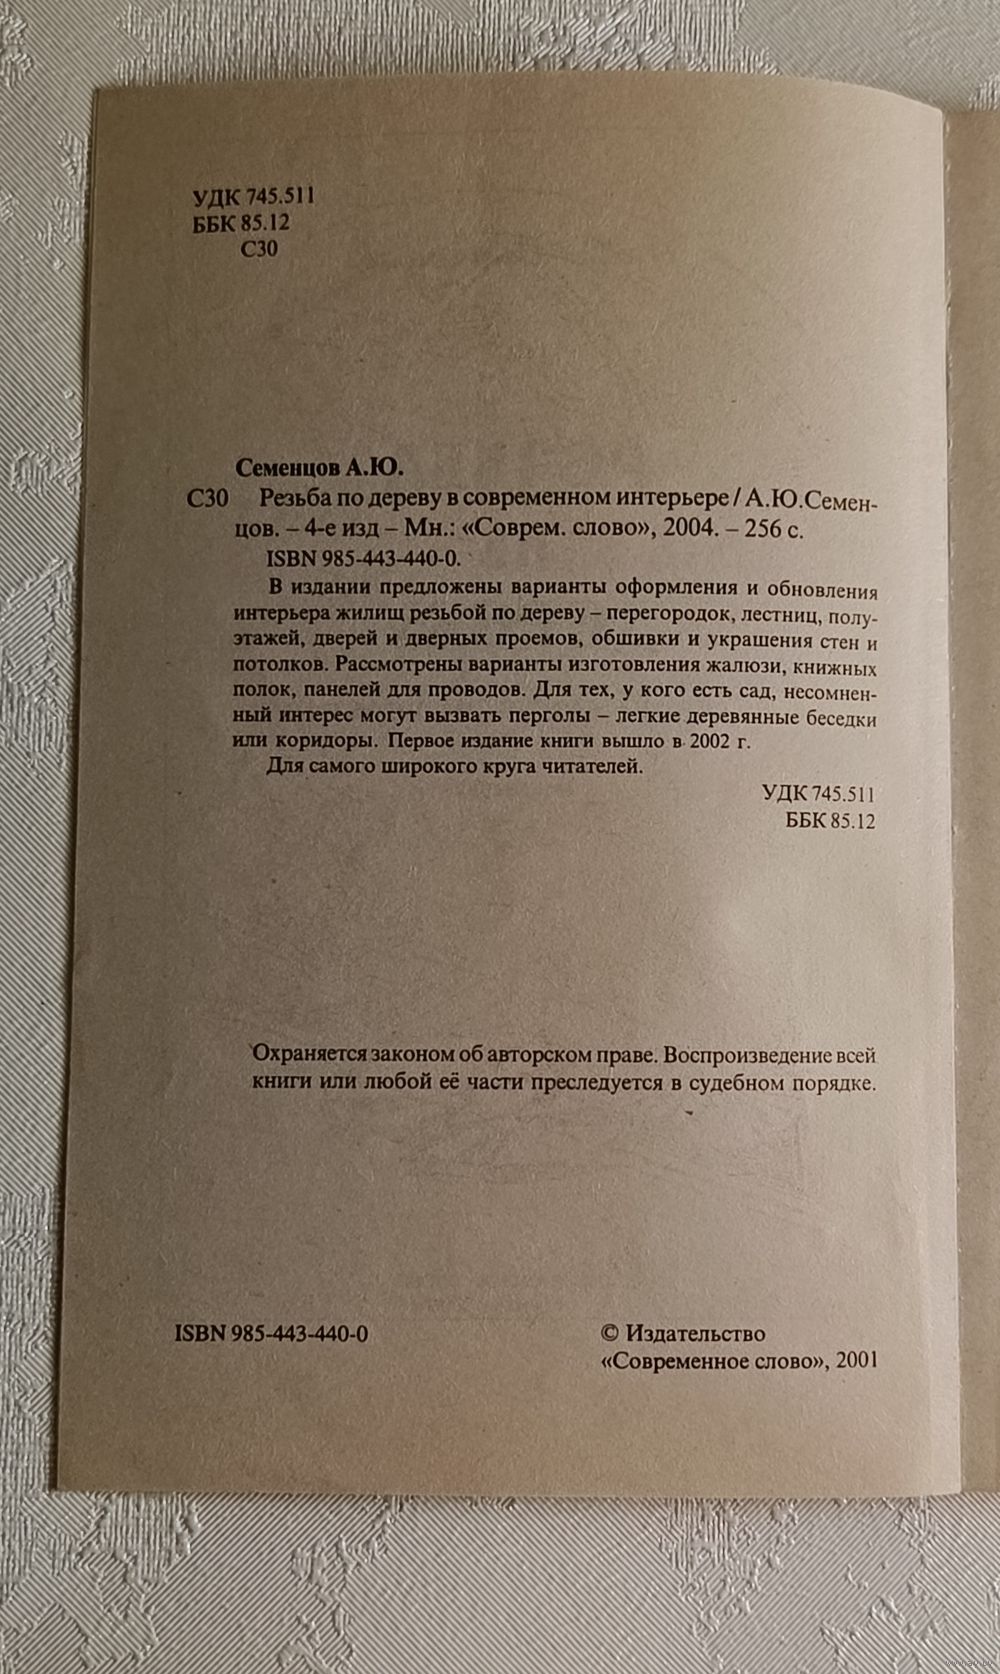 УДК 745.511
ББК 85.12
С30
Семенцов А.Ю.
С30 Резьба по дереву в современном интерьере / А.Ю.Семен-
цов. – 4-е изд – Мн.: «Соврем. слово», 2004. – 256 с.
ISBN 985-443-440-0.
В издании предложены варианты оформления и обновления
интерьера жилищ резьбой по дереву – перегородок, лестниц, полу-
этажей, дверей и дверных проемов, обшивки и украшения стен и
потолков. Рассмотрены варианты изготовления жалюзи, книжных
полок, панелей для проводов. Для тех, у кого есть сад, несомнен-
ный интерес могут вызвать перголы – легкие деревянные беседки
или коридоры. Первое издание книги вышло в 2002 г.
Для самого широкого круга читателей.
УДК 745.511
ББК 85.12
Охраняется законом об авторском праве. Воспроизведение всей
книги или любой её части преследуется в судебном порядке.
ISBN 985-443-440-0
© Издательство
«Современное слово», 2001